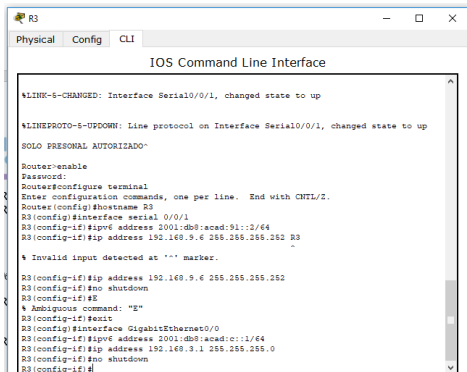 R3
Physical Config CLI
IOS Command Line Interface
%LINK-5-CHANGED: Interface Serial0/0/1, changed state to up
%LINEPROTO-5-UPDOWN: Line protocol on Interface Serial0/0/1, changed state to up
SOLO PRESONAL AUTORIZADO^
Router>enable
Password:
Router#configure terminal
Enter configuration commands, one per line.  End with CNTL/Z.
Router(config)#hostname R3
R3(config)#interface serial 0/0/1
R3(config-if)#ipv6 address 2001:db8:acad:91::2/64
R3(config-if)#ip address 192.168.9.6 255.255.255.252 R3
^
% Invalid input detected at '^' marker.
R3(config-if)#ip address 192.168.9.6 255.255.255.252
R3(config-if)#no shutdown
R3(config-if)#E
% Ambiguous command: "E"
R3(config-if)#exit
R3(config)#interface GigabitEthernet0/0
R3(config-if)#ipv6 address 2001:db8:acad:c::1/64
R3(config-if)#ip address 192.168.3.1 255.255.255.0
R3(config-if)#no shutdown
R3(config-if)#